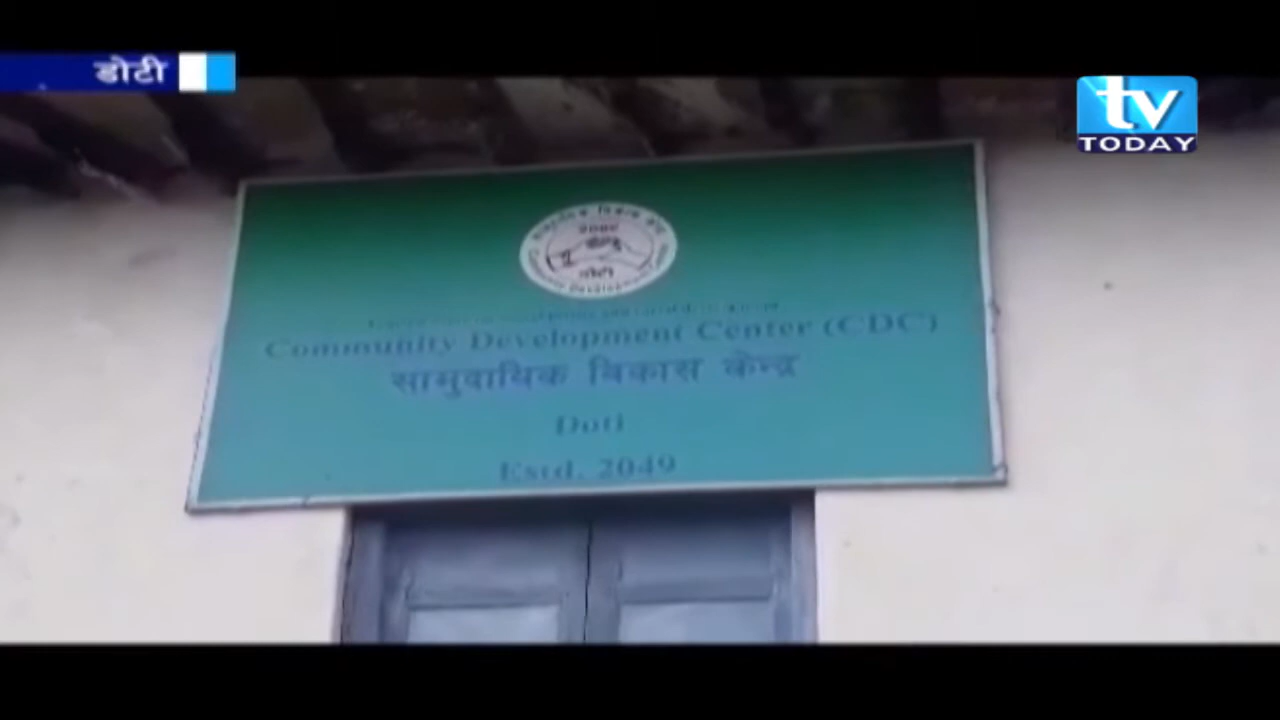 डोटी
tv
TODAY
Community Development Center (CDC)
सामुदायिक विकास केन्द्र
Doti
Estd. 2049